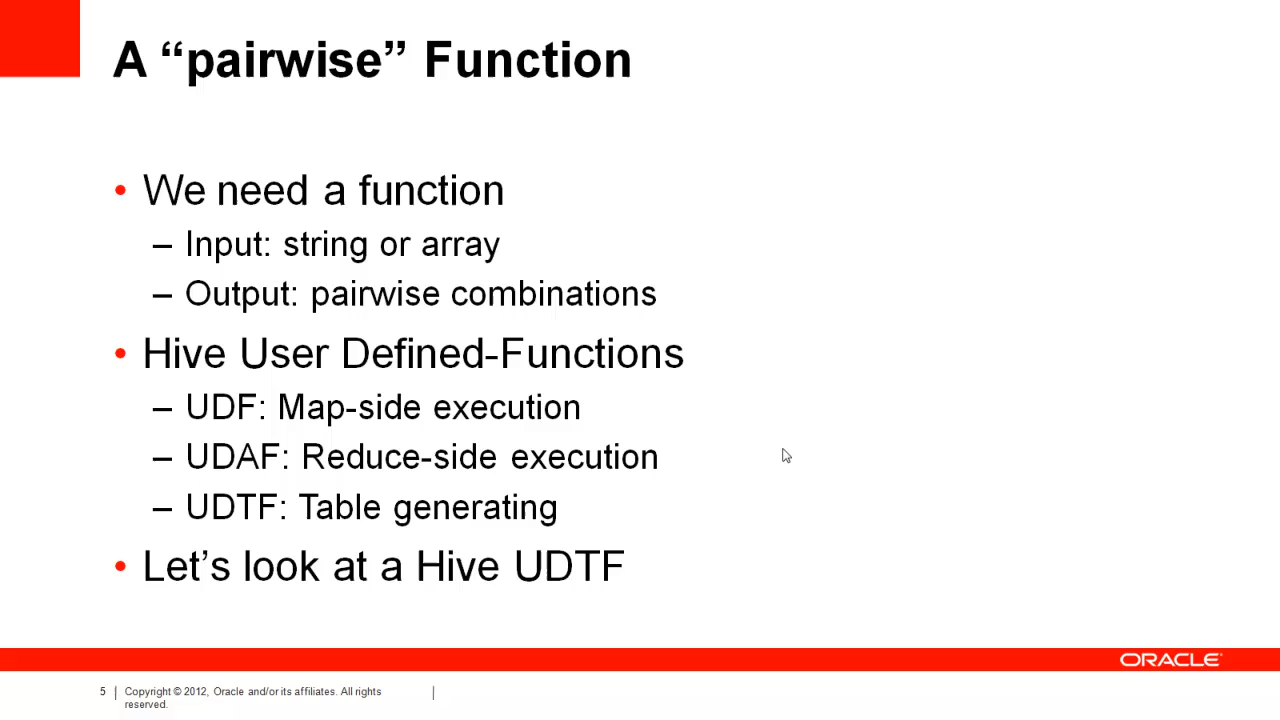 A “pairwise” Function
• We need a function
– Input: string or array
– Output: pairwise combinations
• Hive User Defined-Functions
– UDF: Map-side execution
– UDAF: Reduce-side execution
– UDTF: Table generating
• Let’s look at a Hive UDTF
ORACLE
5 | Copyright © 2012, Oracle and/or its affiliates. All rights |
reserved.